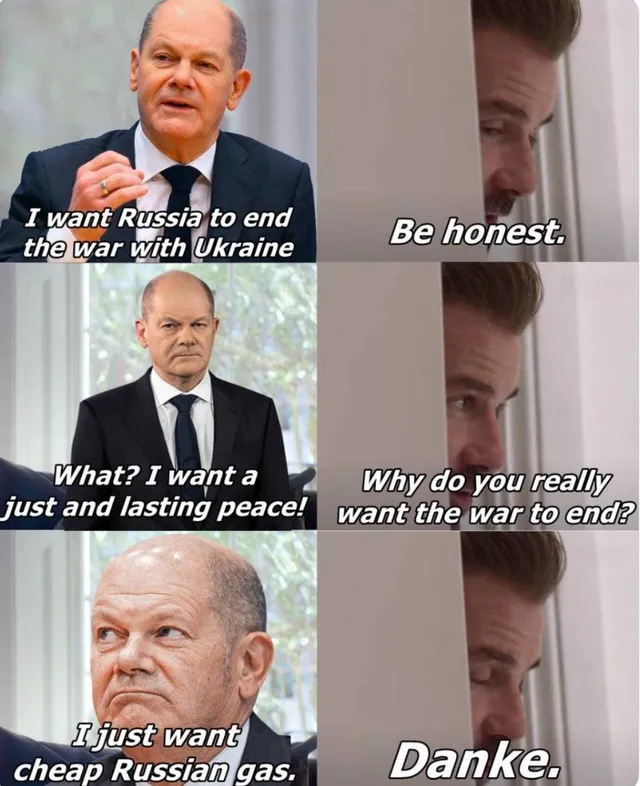 I want Russia to end
the war with Ukraine
Be honest.
What? I want a
just and lasting peace!
Why do you really
want the war to end?
I just want
cheap Russian gas.
Danke.